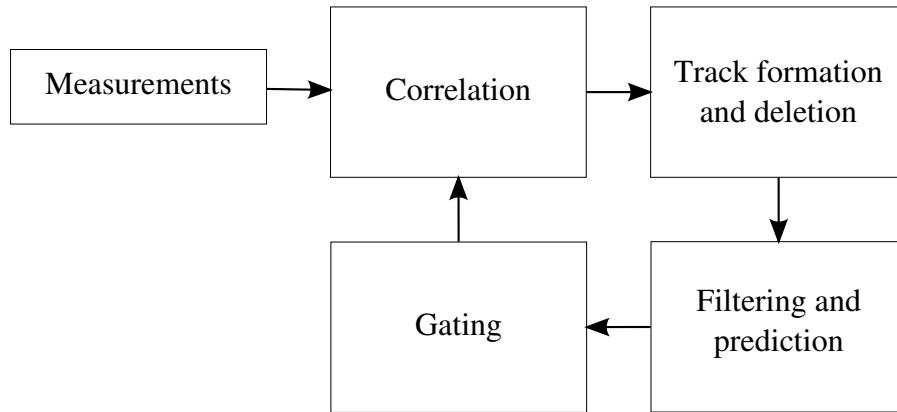 Measurements
Correlation
Track formation
and deletion
Gating
Filtering and
prediction